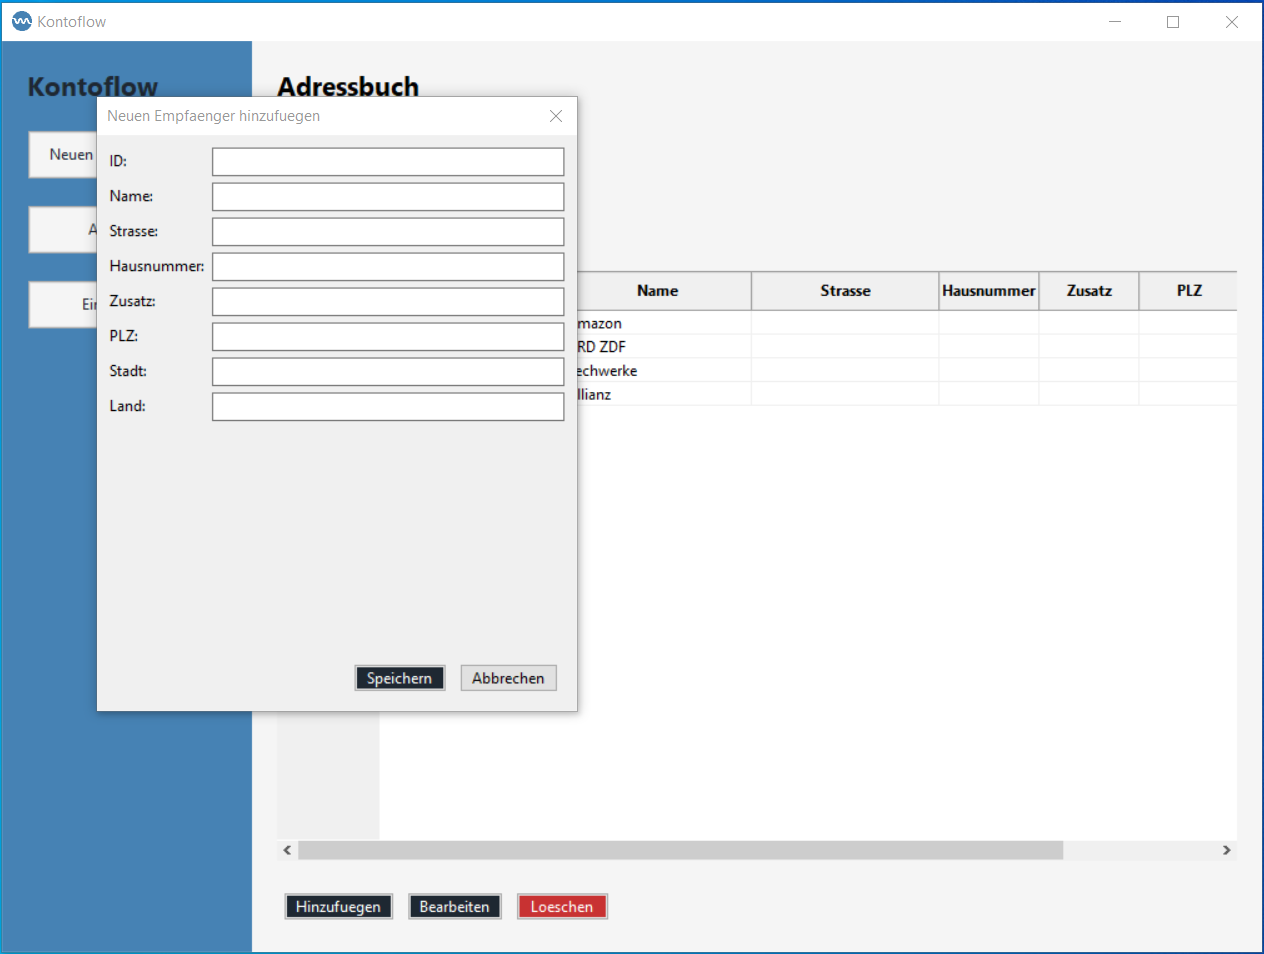 Kontoflow
Kontoflow
Adressbuch
Neuen Empfaenger hinzufuegen
Neuen
ID:
Name:
Strasse:
Hausnummer:
Zusatz:
PLZ:
Stadt:
Land:
Speichern
Abbrechen
Name
Strasse
Hausnummer
Zusatz
PLZ
mazon
RD ZDF
echwerke
llianz
Hinzufuegen
Bearbeiten
Loeschen